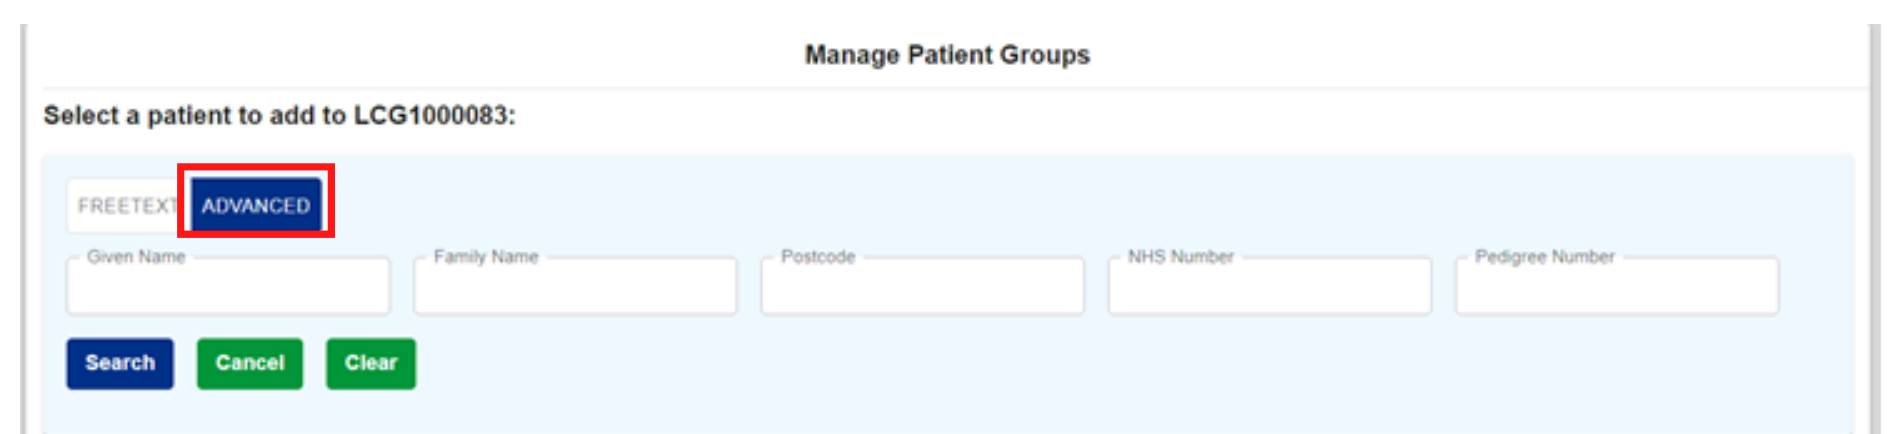 Manage Patient Groups
Select a patient to add to LCG1000083:
FREETEXT ADVANCED
Given Name Family Name Postcode NHS Number Pedigree Number
Search Cancel Clear